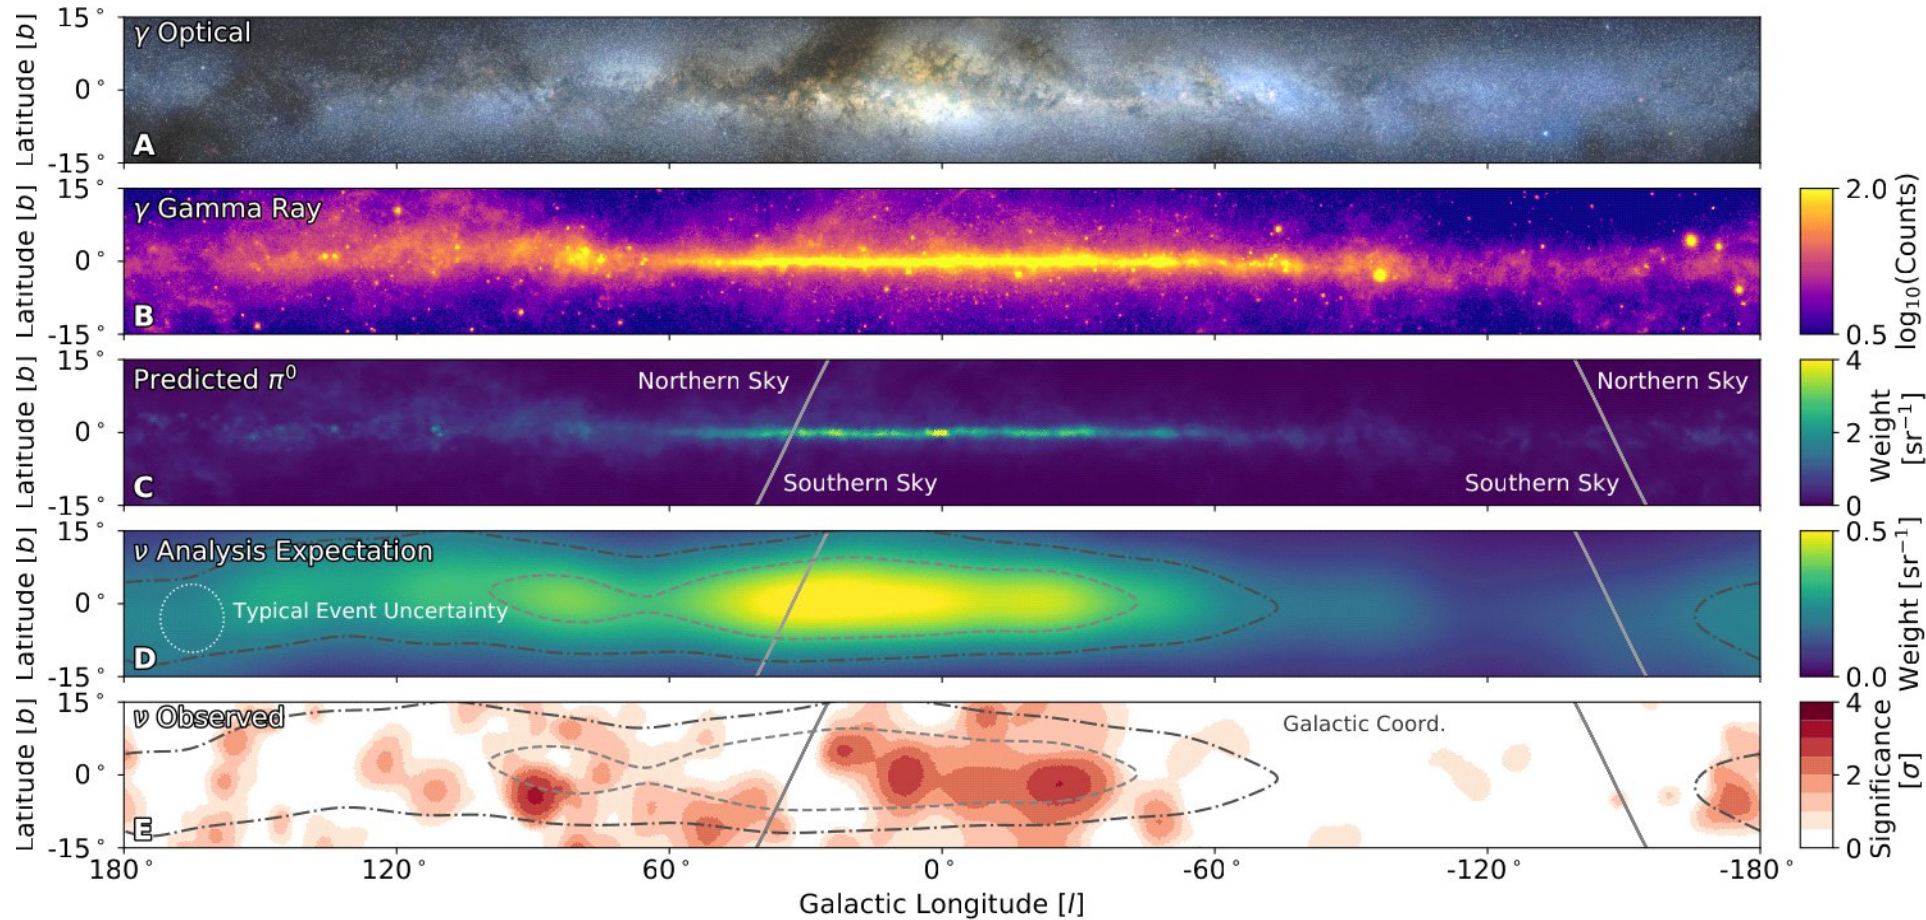 15°
0°
-15°
Latitude [b]
γ Optical
A
15°
0°
-15°
Latitude [b]
γ Gamma Ray
B
2.0
0.5
log10(Counts)
15°
0°
-15°
Latitude [b]
Predicted π⁰
Northern Sky
Northern Sky
Southern Sky
Southern Sky
C
4
2
0
Weight
[sr⁻¹]
15°
0°
-15°
Latitude [b]
ν Analysis Expectation
Typical Event Uncertainty
D
0.5
0.0
Weight [sr⁻¹]
15°
0°
-15°
Latitude [b]
ν Observed
Galactic Coord.
E
4
2
0
Significance
[σ]
180° 120° 60° 0° -60° -120° -180°
Galactic Longitude [l]